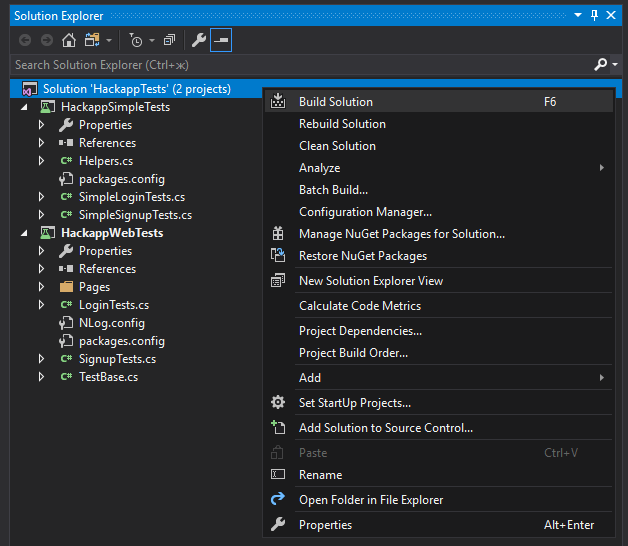 Solution Explorer
Search Solution Explorer (Ctrl+ж)
Solution 'HackappTests' (2 projects)
HackappSimpleTests
Properties
References
C# Helpers.cs
packages.config
C# SimpleLoginTests.cs
C# SimpleSignupTests.cs
HackappWebTests
Properties
References
Pages
C# LoginTests.cs
NLog.config
packages.config
C# SignupTests.cs
C# TestBase.cs
Build Solution F6
Rebuild Solution
Clean Solution
Analyze
Batch Build...
Configuration Manager...
Manage NuGet Packages for Solution...
Restore NuGet Packages
New Solution Explorer View
Calculate Code Metrics
Project Dependencies...
Project Build Order...
Add
Set StartUp Projects...
Add Solution to Source Control...
Paste Ctrl+V
Rename
Open Folder in File Explorer
Properties Alt+Enter